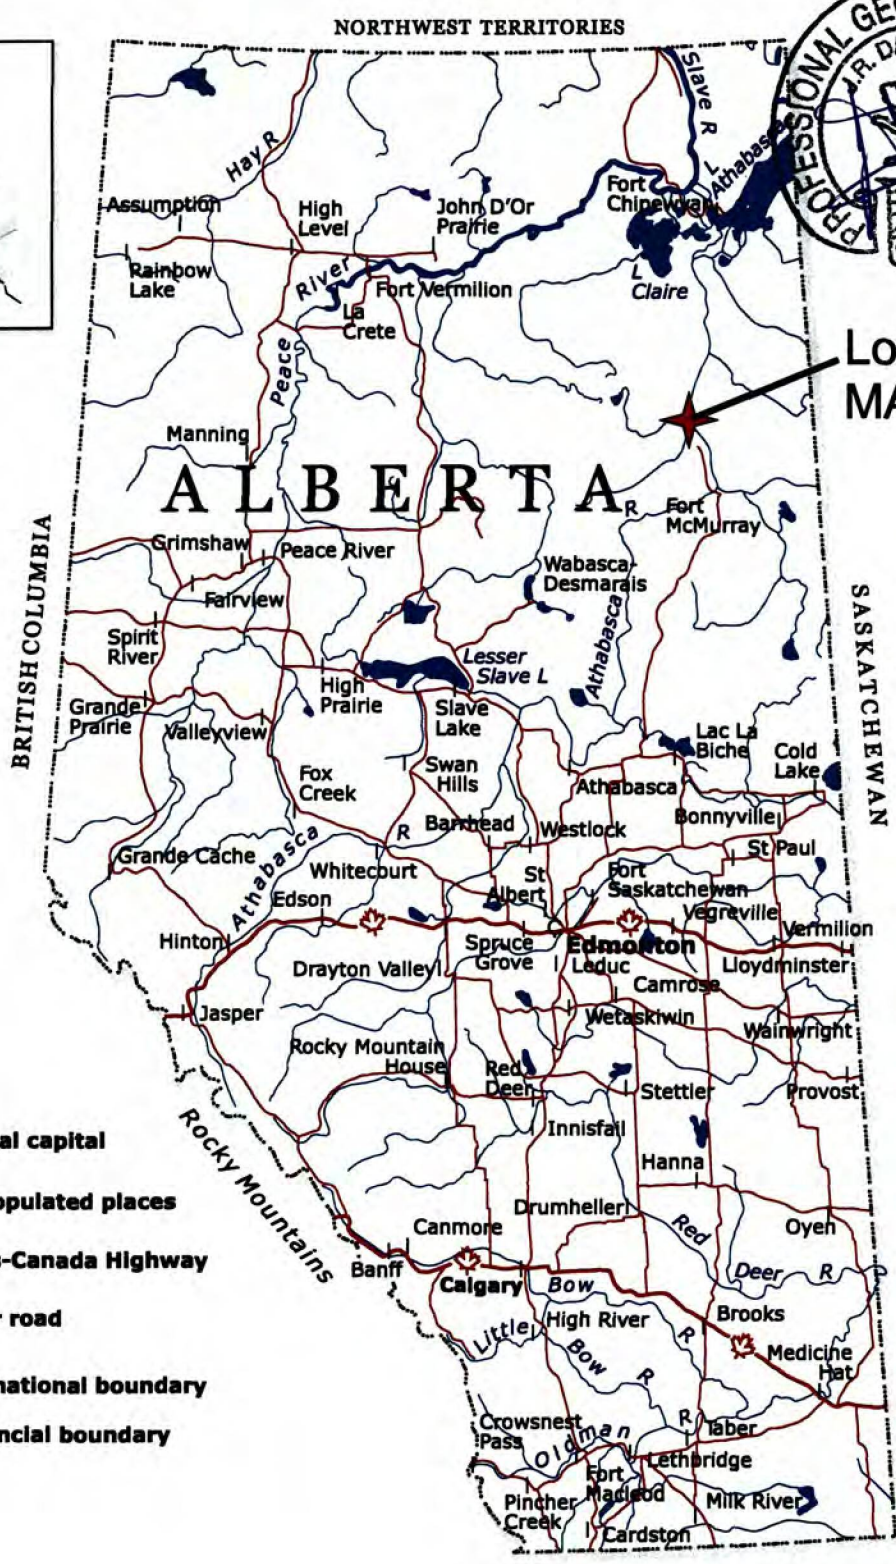 NORTHWEST TERRITORIES
PROFESSIONAL GE
J.R. D
Slave R
Hay R
L Athabasca
Assumption
High
Level
John D'Or
Prairie
Fort
Chipewyan
Rainbow
Lake
River
Fort Vermilion
L
Claire
La
Crete
Peace
Lo
MA
Manning
ALBERTA
R
Fort
McMurray
Grimshaw
Peace River
Wabasca-
Desmarais
Fairview
Athabasca
BRITISH COLUMBIA
SASKATCHEWAN
Spirit
River
Lesser
Slave L
High
Prairie
Slave
Lake
Grande
Prairie
Valleyview
Lac La
Biche
Cold
Lake
Fox
Creek
Swan
Hills
Athabasca
Bonnyville
Barrhead
Westlock
R
St Paul
Grande Cache
Athabasca
Whitecourt
St
Albert
Fort
Saskatchewan
Edson
Vegreville
Vermilion
Hinton
Spruce
Grove
Edmonton
Leduc
Lloydminster
Drayton Valley
Camrose
Jasper
Wetaskiwin
Wainwright
Rocky Mountain
House
Red
Deer
Stettler
Provost
al capital
Rocky Mountains
Innisfail
Hanna
opulated places
Drumheller
Red
Oyen
Canmore
-Canada Highway
Banff
Calgary
Bow
Deer R
r road
Little
High River
R
Brooks
Bow
R
Medicine
Hat
national boundary
Crowsnest
Pass
Oldman
R
Taber
ncial boundary
Lethbridge
Fort
Macleod
Pincher
Creek
Milk River
Cardston